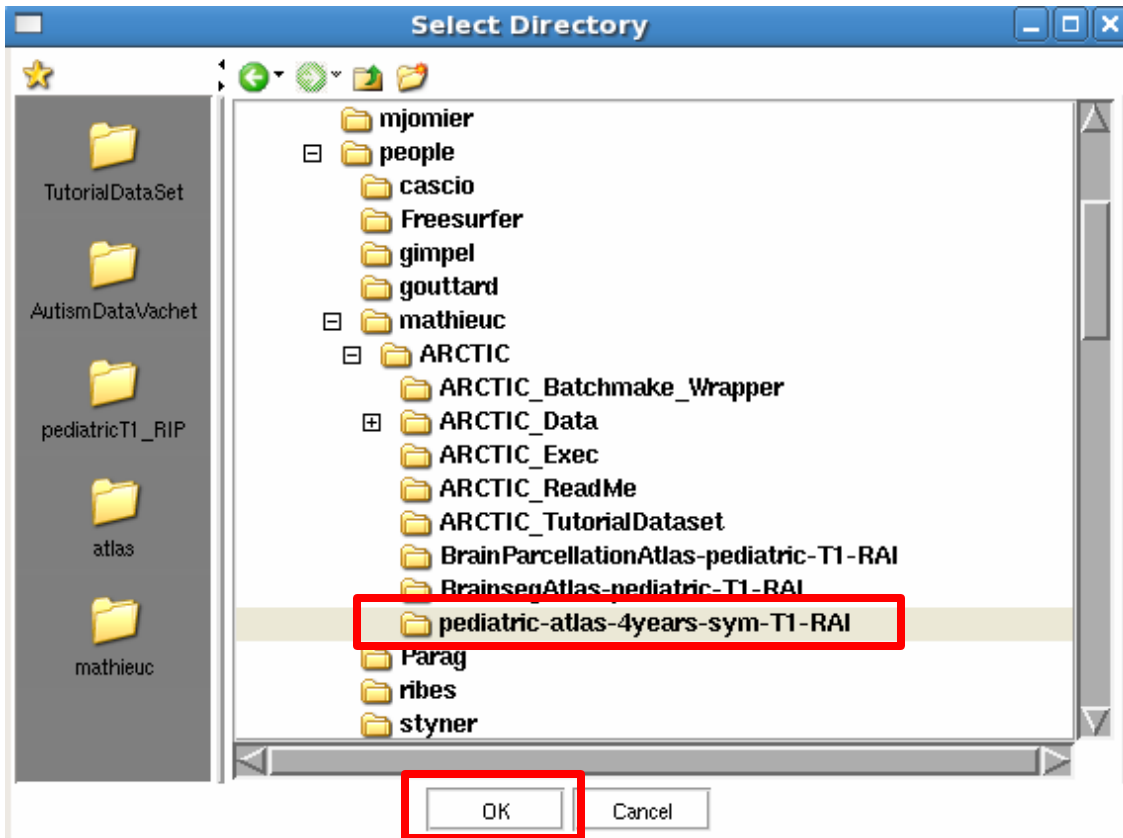 Select Directory
TutorialDataSet
AutismDataVachet
pediatricT1_RIP
atlas
mathieuc
mjomier
people
cascio
Freesurfer
gimpel
gouttard
mathieuc
ARCTIC
ARCTIC_Batchmake_Wrapper
ARCTIC_Data
ARCTIC_Exec
ARCTIC_ReadMe
ARCTIC_TutorialDataset
BrainParcellationAtlas-pediatric-T1-RAI
BrainsegAtlas-pediatric-T1-RAI
pediatric-atlas-4years-sym-T1-RAI
Parag
ribes
styner
OK Cancel